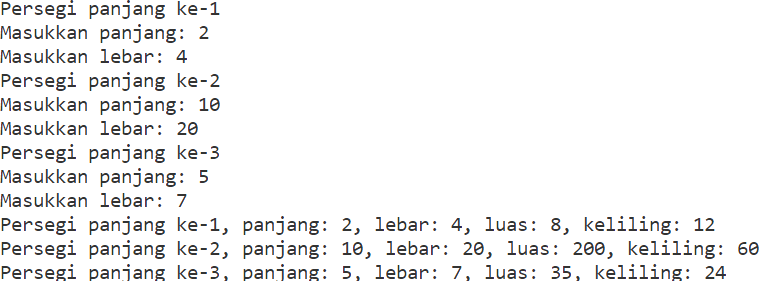 Persegi panjang ke-1
Masukkan panjang: 2
Masukkan lebar: 4
Persegi panjang ke-2
Masukkan panjang: 10
Masukkan lebar: 20
Persegi panjang ke-3
Masukkan panjang: 5
Masukkan lebar: 7
Persegi panjang ke-1, panjang: 2, lebar: 4, luas: 8, keliling: 12
Persegi panjang ke-2, panjang: 10, lebar: 20, luas: 200, keliling: 60
Persegi panjang ke-3, panjang: 5, lebar: 7, luas: 35, keliling: 24